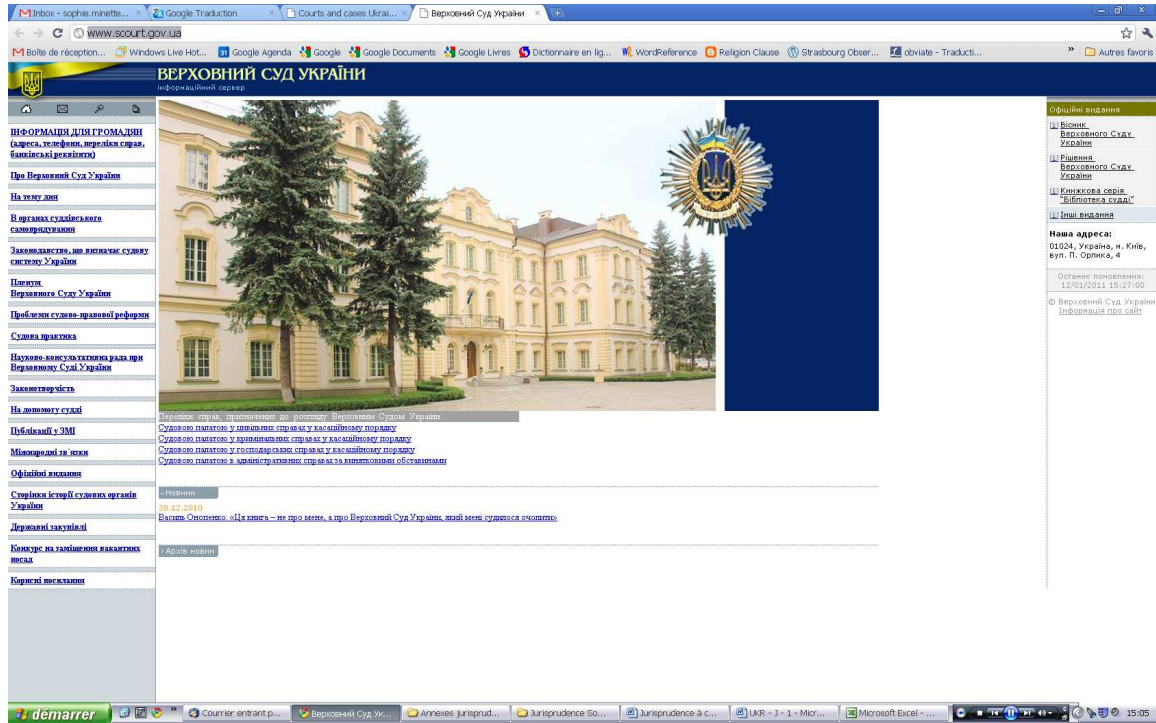 Inbox - sophie.minette...
Google Traduction
Courts and cases Ukrai...
Верховний Суд України
www.scourt.gov.ua
Boîte de réception...
Windows Live Hot...
Google Agenda
Google
Google Documents
Google Livres
Dictionnaire en lig...
WordReference
Religion Clause
Strasbourg Obser...
obviate - Traducti...
»
Autres favoris
ВЕРХОВНИЙ СУД УКРАЇНИ
інформаційний сервер
ІНФОРМАЦІЯ ДЛЯ ГРОМАДЯН
(адреса, телефони, переліки справ,
банківські реквізити)
Про Верховний Суд України
На тему дня
В органах суддівського
самоврядування
Законодавство, що визначає судову
систему України
Пленум
Верховного Суду України
Проблеми судово-правової реформи
Судова практика
Науково-консультативна рада при
Верховному Суді України
Законотворчість
На допомогу судді
Публікації у ЗМІ
Міжнародні зв'язки
Офіційні видання
Сторінки історії судових органів
України
Державні закупівлі
Конкурс на заміщення вакантних
посад
Корисні посилання
Переліки справ, призначених до розгляду Верховним Судом України
Судовою палатою у цивільних справах у касаційному порядку
Судовою палатою у кримінальних справах у касаційному порядку
Судовою палатою у господарських справах у касаційному порядку
Судовою палатою в адміністративних справах за винятковими обставинами
Новини
28.12.2010
Василь Онопенко: «Ця книга – не про мене, а про Верховний Суд України, який мені судилося очолити»
Архів новин
Офіційні видання
Вісник
Верховного Суду
України
Рішення
Верховного Суду
України
Книжкова серія
"Бібліотека судді"
Інші видання
Наша адреса:
01024, Україна, м. Київ,
вул. П. Орлика, 4
Останнє поновлення:
12/01/2011 15:27:00
© Верховний Суд України
Інформація про сайт
démarrer
»
Courrier entrant p...
Верховний Суд Ук...
Annexes jurisprud...
Jurisprudence So...
Jurisprudence à c...
UKR - J - 1 - Micr...
Microsoft Excel - ...
15:05